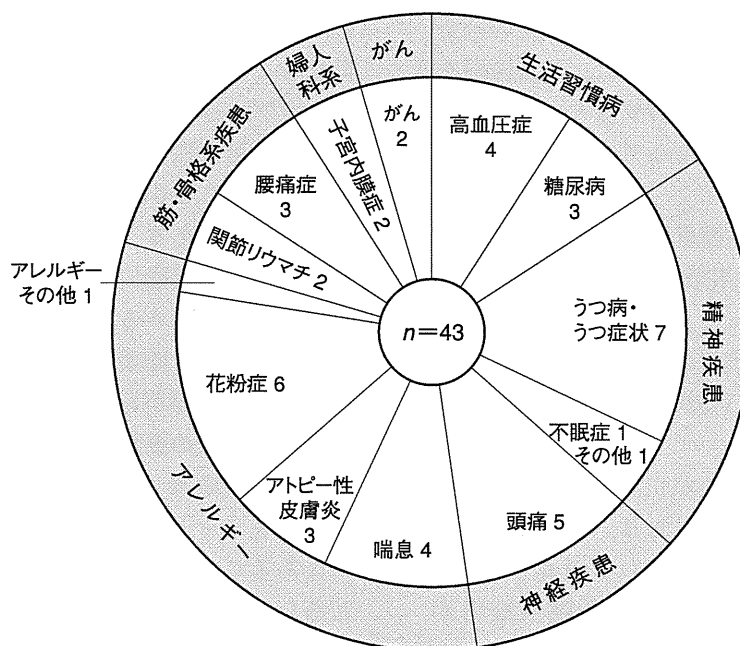 生活習慣病
高血圧症
4
糖尿病
3
精神疾患
うつ病・
うつ症状 7
不眠症 1
その他 1
神経疾患
頭痛 5
アレルギー
喘息 4
アトピー性
皮膚炎
3
花粉症 6
アレルギー
その他 1
筋・骨格系疾患
関節リウマチ 2
腰痛症
3
婦人
科系
子宮内膜症 2
がん
がん
2
n＝43